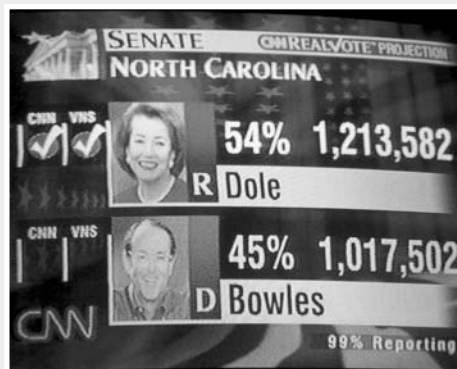 SENATE
CNN REALVOTE PROJECTION
NORTH CAROLINA
CNN VNS
54% 1,213,582
R Dole
CNN VNS
45% 1,017,502
D Bowles
CNN
99% Reporting